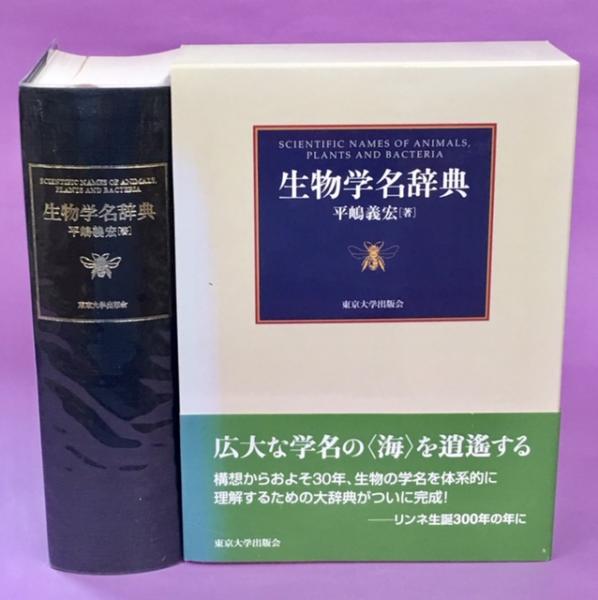 SCIENTIFIC NAMES OF ANIMALS,
PLANTS AND BACTERIA
生物学名辞典
平嶋義宏[著]
東京大学出版会
SCIENTIFIC NAMES OF ANIMALS,
PLANTS AND BACTERIA
生物学名辞典
平嶋義宏[著]
東京大学出版会
広大な学名の〈海〉を逍遙する
構想からおよそ30年、生物の学名を体系的に
理解するための大辞典がついに完成!
——リンネ生誕300年の年に
東京大学出版会